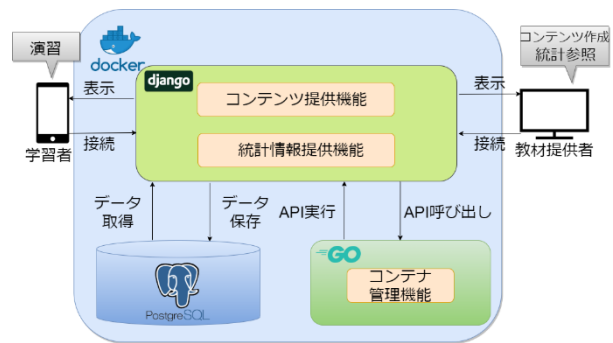 演習
docker
django
コンテンツ作成
統計参照
表示
コンテンツ提供機能
表示
接続
統計情報提供機能
接続
学習者
教材提供者
データ
取得
データ
保存
API実行
API呼び出し
GO
コンテナ
管理機能
PostgreSQL